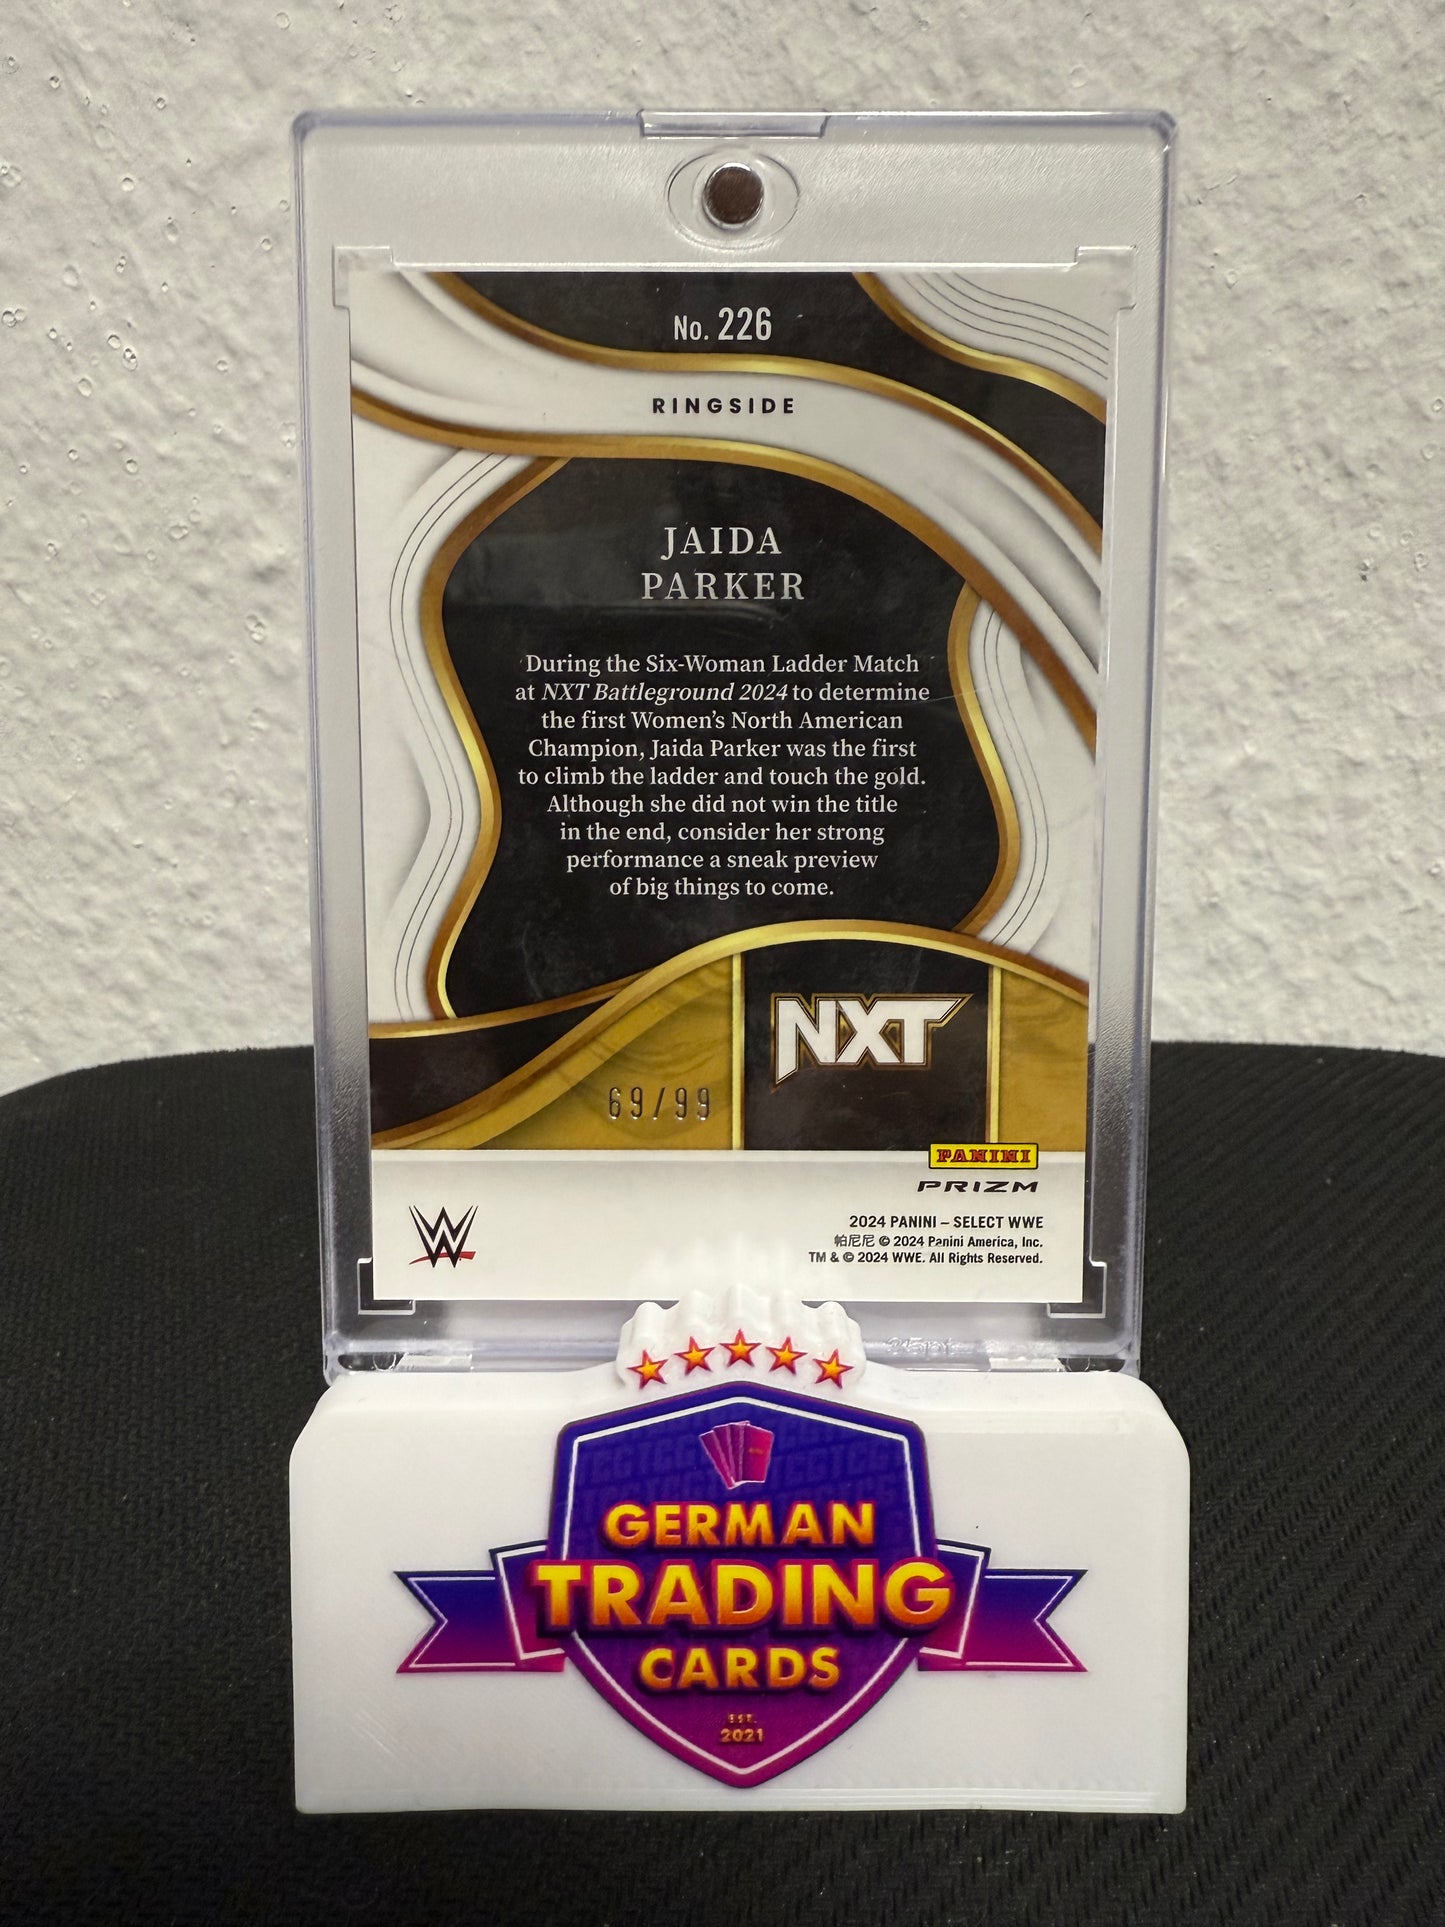 No. 226
RINGSIDE
JAIDA
PARKER
During the Six-Woman Ladder Match
at NXT Battleground 2024 to determine
the first Women's North American
Champion, Jaida Parker was the first
to climb the ladder and touch the gold.
Although she did not win the title
in the end, consider her strong
performance a sneak preview
of big things to come.
NXT
69/99
PANINI
PRIZM
W
2024 PANINI – SELECT WWE
帕尼尼 © 2024 Panini America, Inc.
TM & © 2024 WWE. All Rights Reserved.
GERMAN
TRADING
CARDS
EST.
2021